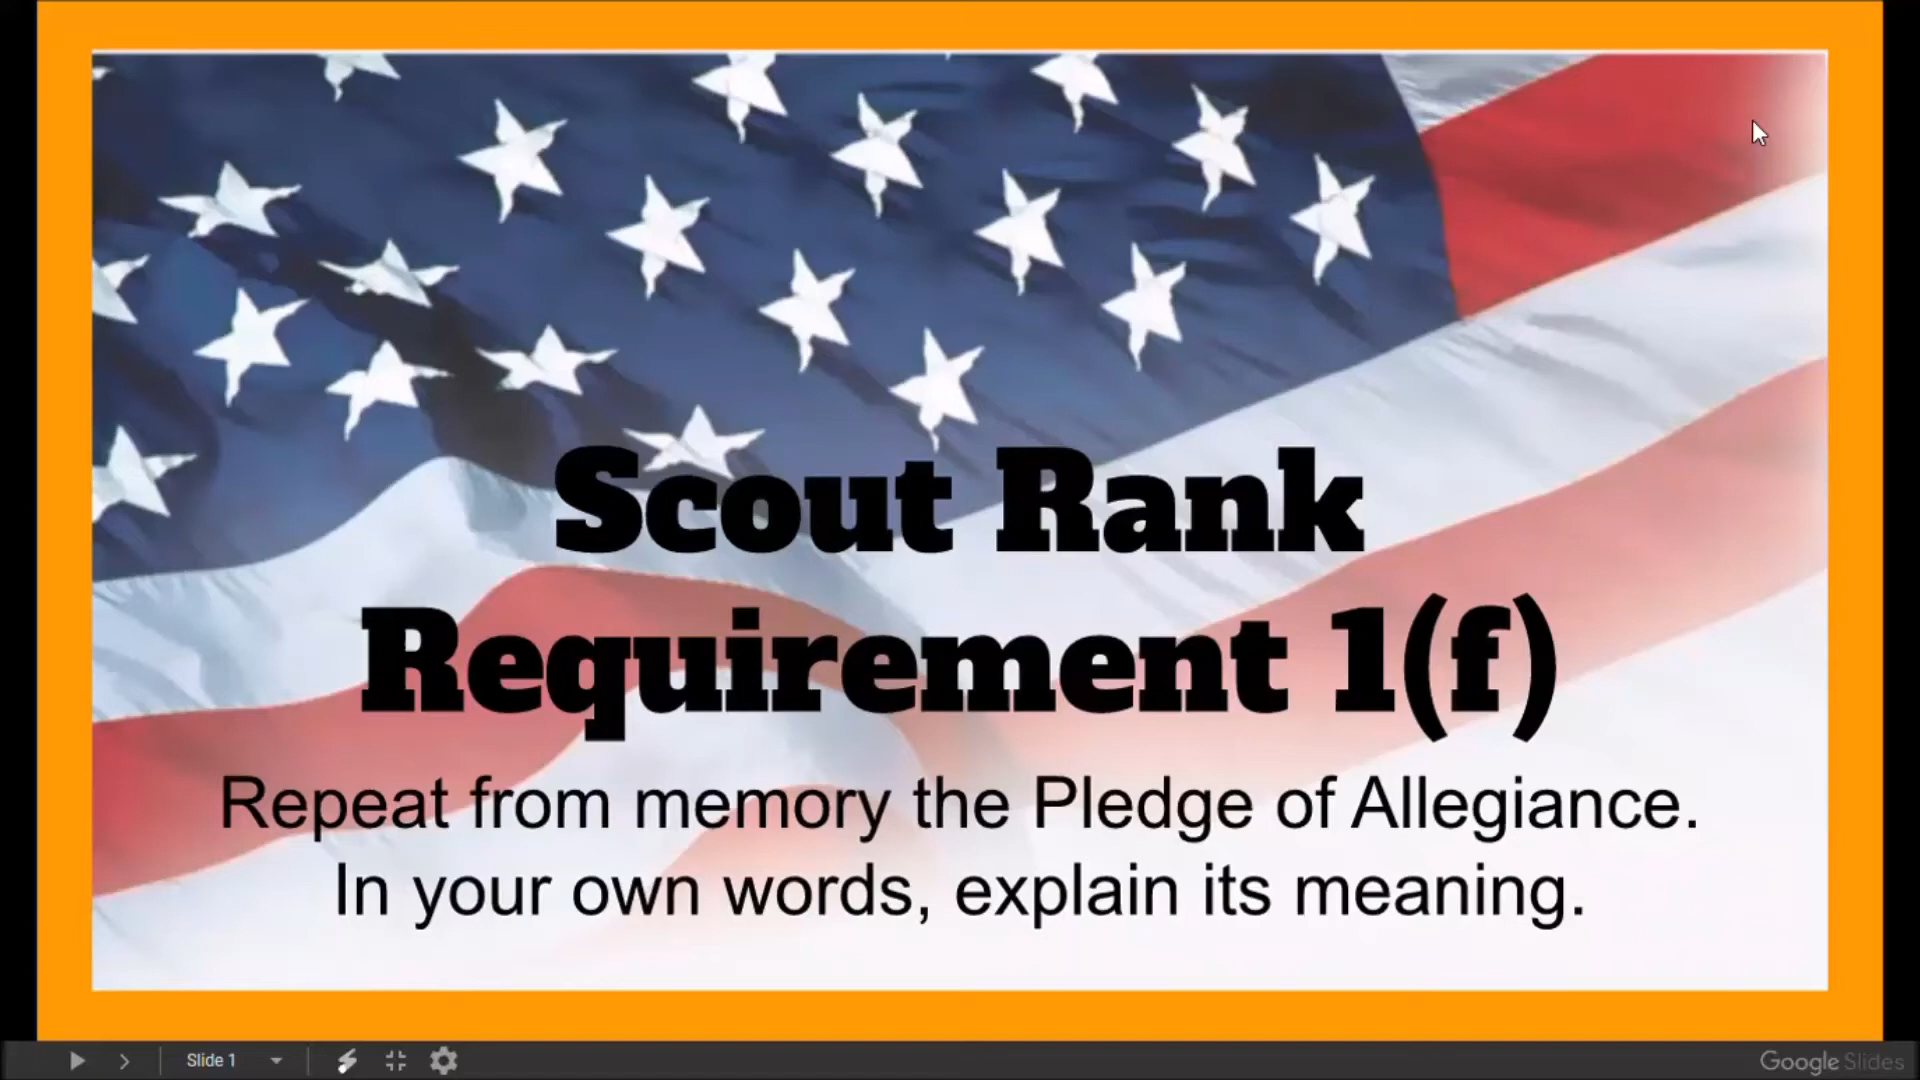 Scout Rank
Requirement 1(f)
Repeat from memory the Pledge of Allegiance.
In your own words, explain its meaning.
Slide 1
Google Slides